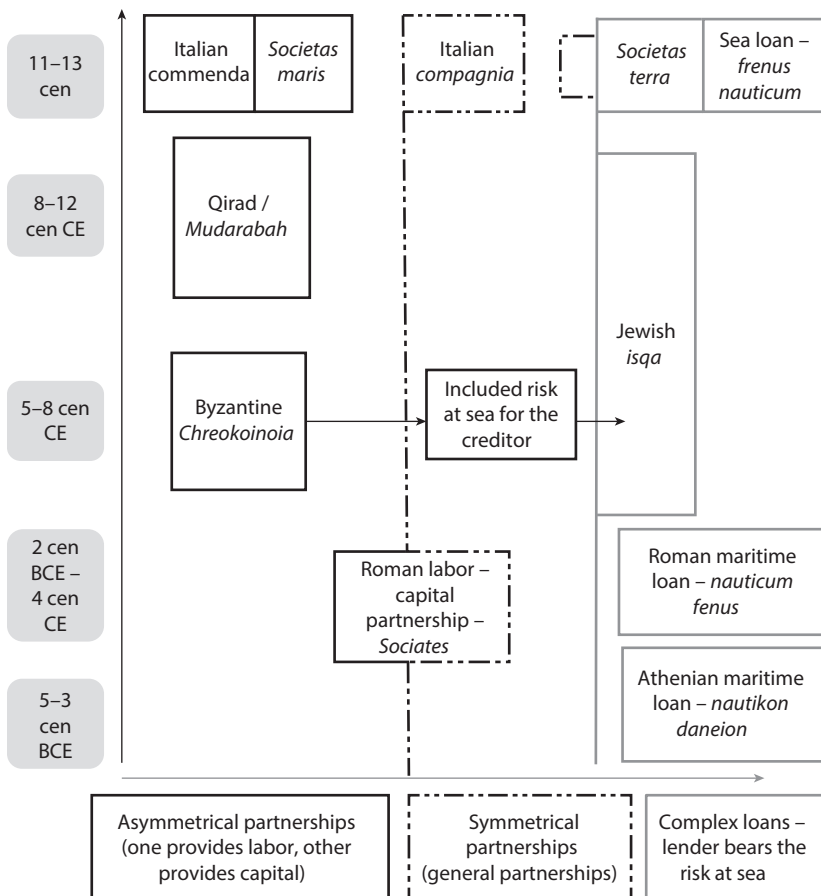 11–13
cen
Italian
commenda
Societas
maris
Italian
compagnia
Societas
terra
Sea loan –
frenus
nauticum
8–12
cen CE
Qirad /
Mudarabah
Jewish
isqa
5–8 cen
CE
Byzantine
Chreokoinoia
Included risk
at sea for the
creditor
2 cen
BCE –
4 cen
CE
Roman labor –
capital
partnership –
Sociates
Roman maritime
loan – nauticum
fenus
5–3
cen
BCE
Athenian maritime
loan – nautikon
daneion
Asymmetrical partnerships
(one provides labor, other
provides capital)
Symmetrical
partnerships
(general partnerships)
Complex loans –
lender bears the
risk at sea